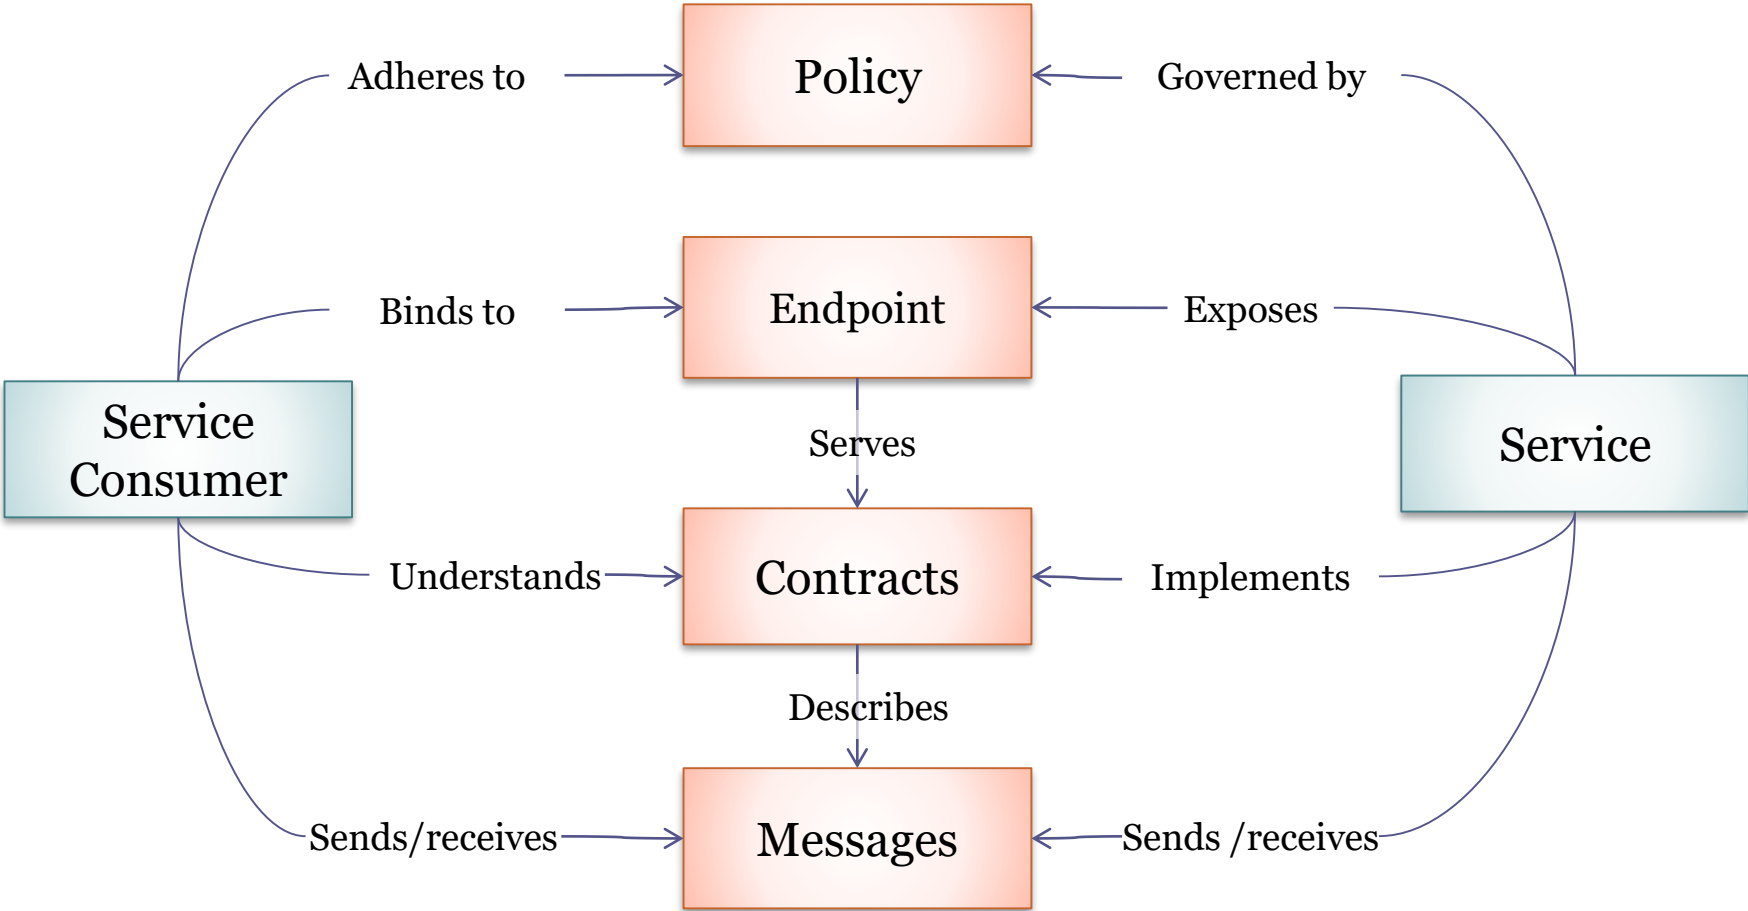 Adheres to
Policy
Governed by
Binds to
Endpoint
Exposes
Service
Consumer
Serves
Service
Understands
Contracts
Implements
Describes
Sends/receives
Messages
Sends /receives